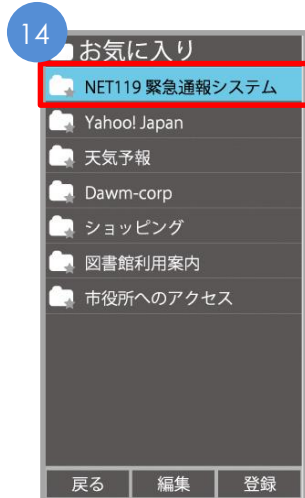 14
お気に入り
NET119 緊急通報システム
Yahoo! Japan
天気予報
Dawm-corp
ショッピング
図書館利用案内
市役所へのアクセス
戻る 編集 登録